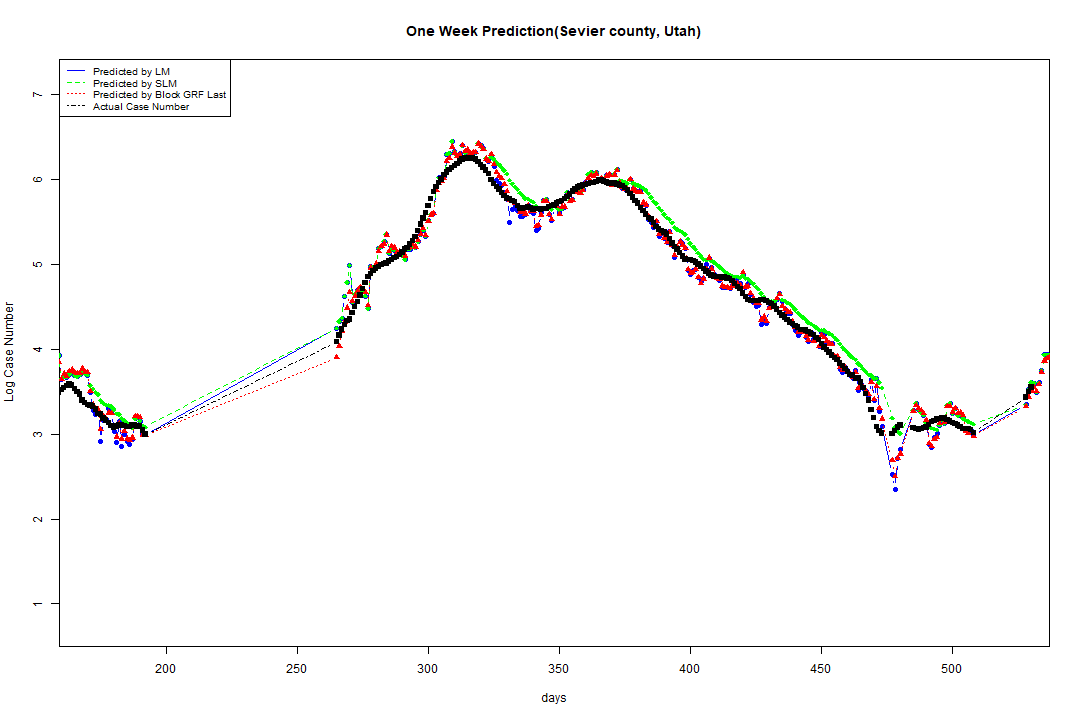 One Week Prediction(Sevier county, Utah)
Predicted by LM
Predicted by SLM
Predicted by Block GRF Last
Actual Case Number
Log Case Number
7
6
5
4
3
2
1
200 250 300 350 400 450 500
days